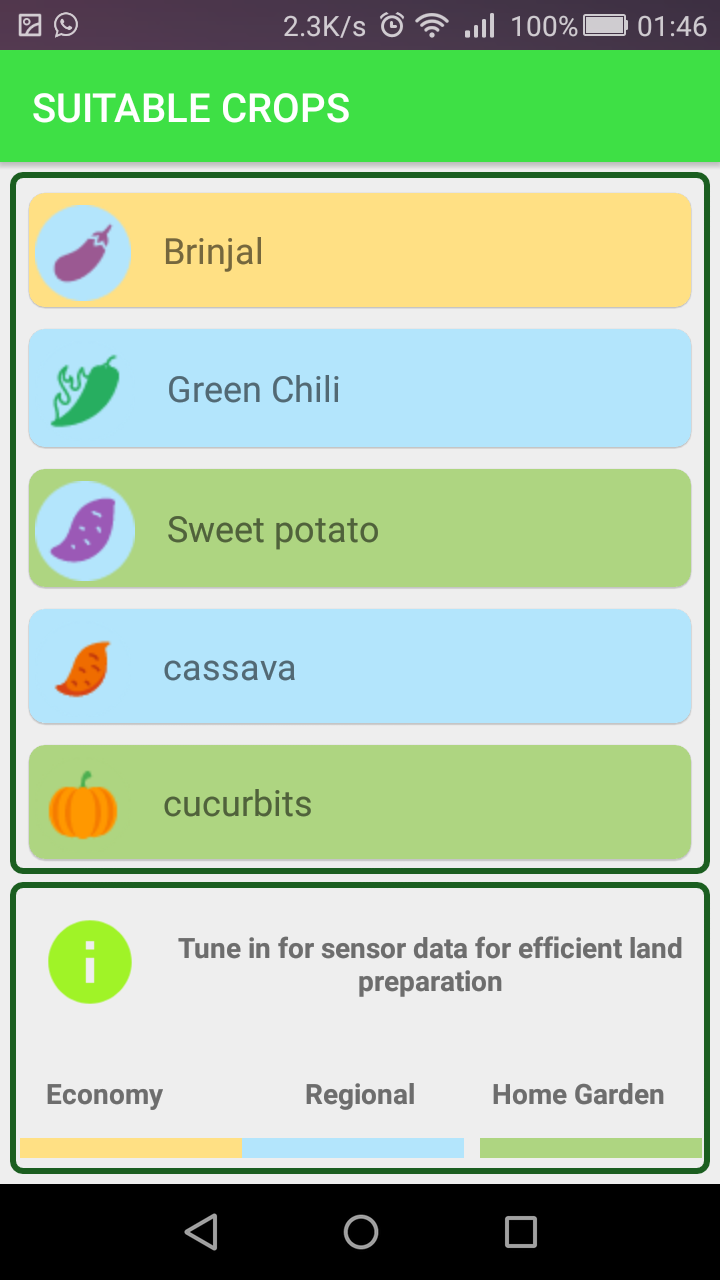 2.3K/s 100% 01:46
SUITABLE CROPS
Brinjal
Green Chili
Sweet potato
cassava
cucurbits
i
Tune in for sensor data for efficient land
preparation
Economy Regional Home Garden